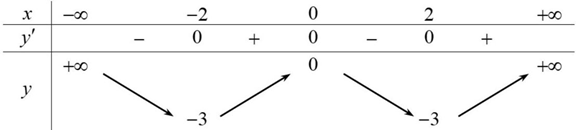 x −∞ −2 0 2 +∞
y′ − 0 + 0 − 0 +
+∞ 0 +∞
y
−3 −3